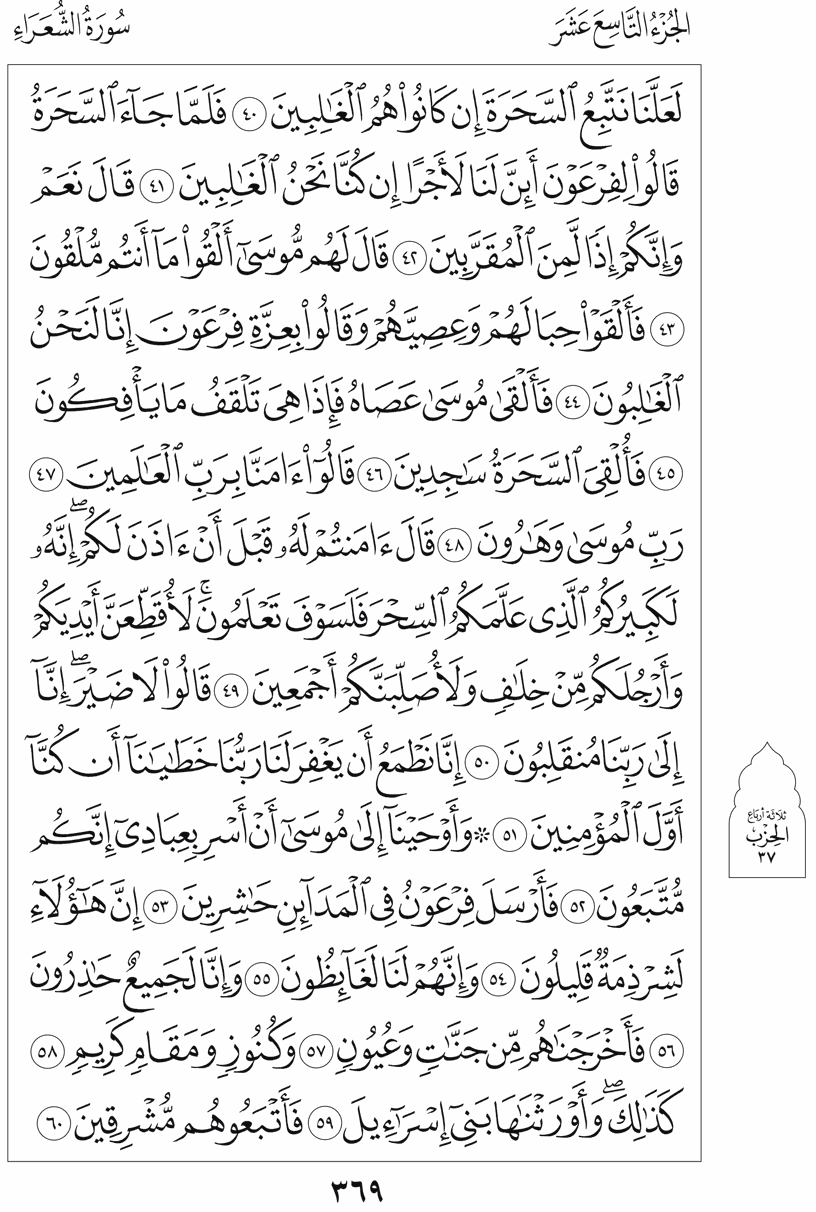 الجُزْءُ التَّاسِعَ عَشَرَ
سُورَةُ الشُّعَرَاءِ
لَعَلَّنَا نَتَّبِعُ ٱلسَّحَرَةَ إِن كَانُوا۟ هُمُ ٱلْغَٰلِبِينَ ٤٠ فَلَمَّا جَآءَ ٱلسَّحَرَةُ
قَالُوا۟ لِفِرْعَوْنَ أَئِنَّ لَنَا لَأَجْرًا إِن كُنَّا نَحْنُ ٱلْغَٰلِبِينَ ٤١ قَالَ نَعَمْ
وَإِنَّكُمْ إِذًا لَّمِنَ ٱلْمُقَرَّبِينَ ٤٢ قَالَ لَهُم مُّوسَىٰٓ أَلْقُوا۟ مَآ أَنتُم مُّلْقُونَ
٤٣ فَأَلْقَوْا۟ حِبَالَهُمْ وَعِصِيَّهُمْ وَقَالُوا۟ بِعِزَّةِ فِرْعَوْنَ إِنَّا لَنَحْنُ
ٱلْغَٰلِبُونَ ٤٤ فَأَلْقَىٰ مُوسَىٰ عَصَاهُ فَإِذَا هِىَ تَلْقَفُ مَا يَأْفِكُونَ
٤٥ فَأُلْقِىَ ٱلسَّحَرَةُ سَٰجِدِينَ ٤٦ قَالُوٓا۟ ءَامَنَّا بِرَبِّ ٱلْعَٰلَمِينَ ٤٧
رَبِّ مُوسَىٰ وَهَٰرُونَ ٤٨ قَالَ ءَامَنتُمْ لَهُۥ قَبْلَ أَنْ ءَاذَنَ لَكُمْ ۖ إِنَّهُۥ
لَكَبِيرُكُمُ ٱلَّذِى عَلَّمَكُمُ ٱلسِّحْرَ فَلَسَوْفَ تَعْلَمُونَ ۚ لَأُقَطِّعَنَّ أَيْدِيَكُمْ
وَأَرْجُلَكُم مِّنْ خِلَٰفٍ وَلَأُصَلِّبَنَّكُمْ أَجْمَعِينَ ٤٩ قَالُوا۟ لَا ضَيْرَ ۖ إِنَّآ
إِلَىٰ رَبِّنَا مُنقَلِبُونَ ٥٠ إِنَّا نَطْمَعُ أَن يَغْفِرَ لَنَا رَبُّنَا خَطَٰيَٰنَآ أَن كُنَّآ
أَوَّلَ ٱلْمُؤْمِنِينَ ٥١ ۞ وَأَوْحَيْنَآ إِلَىٰ مُوسَىٰٓ أَنْ أَسْرِ بِعِبَادِىٓ إِنَّكُم
مُّتَّبَعُونَ ٥٢ فَأَرْسَلَ فِرْعَوْنُ فِى ٱلْمَدَآئِنِ حَٰشِرِينَ ٥٣ إِنَّ هَٰٓؤُلَآءِ
لَشِرْذِمَةٌ قَلِيلُونَ ٥٤ وَإِنَّهُمْ لَنَا لَغَآئِظُونَ ٥٥ وَإِنَّا لَجَمِيعٌ حَٰذِرُونَ
٥٦ فَأَخْرَجْنَٰهُم مِّن جَنَّٰتٍ وَعُيُونٍ ٥٧ وَكُنُوزٍ وَمَقَامٍ كَرِيمٍ ٥٨
كَذَٰلِكَ ۖ وَأَوْرَثْنَٰهَا بَنِىٓ إِسْرَٰٓءِيلَ ٥٩ فَأَتْبَعُوهُم مُّشْرِقِينَ ٦٠
ثلاثة أرباع
الحِزْب
٣٧
٣٦٩